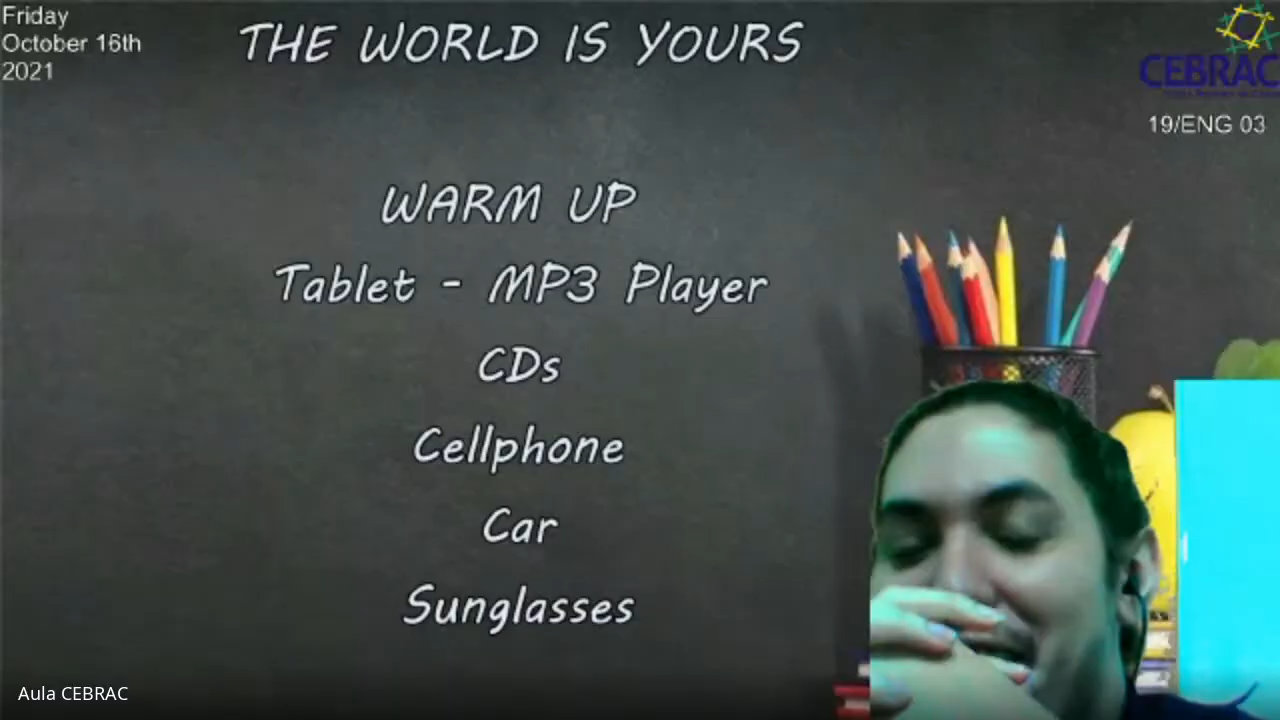 Friday
October 16th
2021
THE WORLD IS YOURS
CEBRAC
19/ENG 03
WARM UP
Tablet - MP3 Player
CDs
Cellphone
Car
Sunglasses
Aula CEBRAC